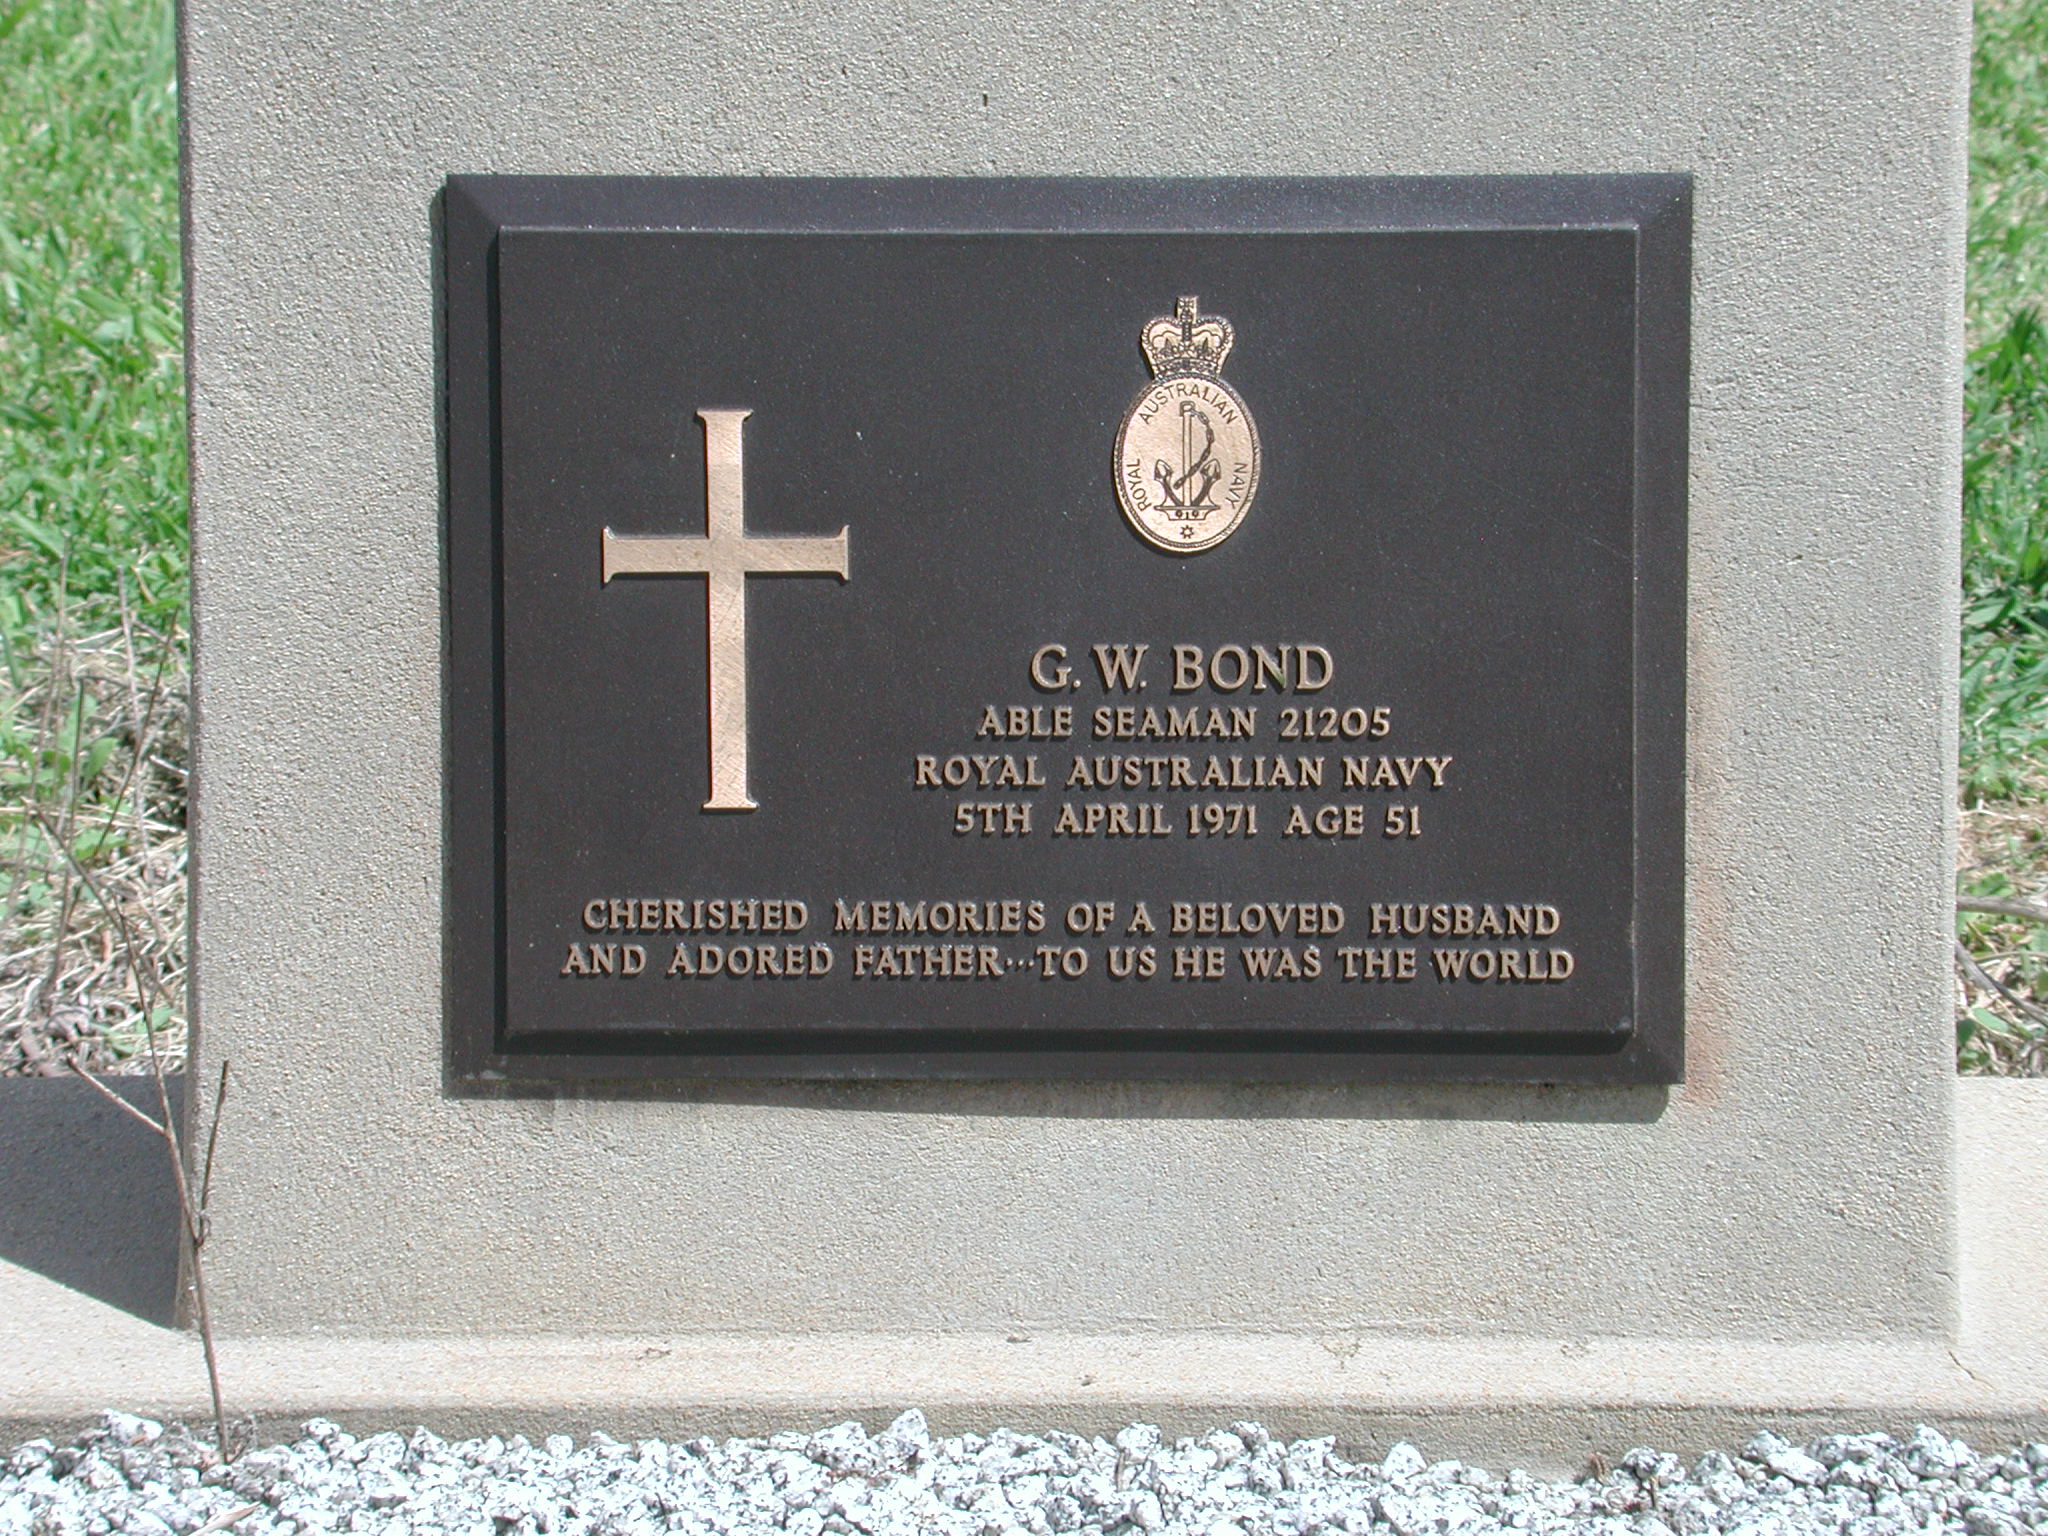 ROYAL AUSTRALIAN NAVY
G. W. BOND
ABLE SEAMAN 21205
ROYAL AUSTRALIAN NAVY
5TH APRIL 1971 AGE 51
CHERISHED MEMORIES OF A BELOVED HUSBAND
AND ADORED FATHER...TO US HE WAS THE WORLD